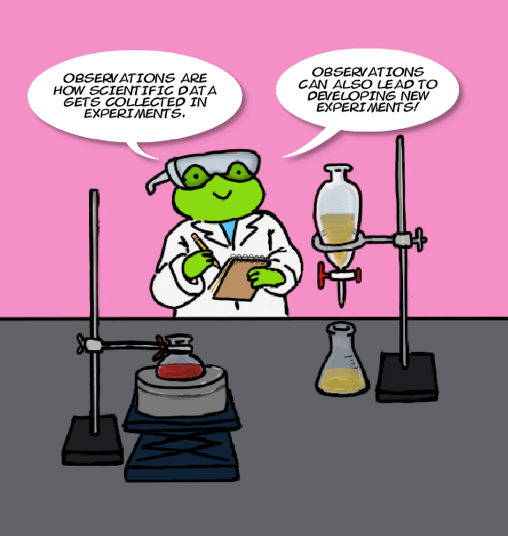 OBSERVATIONS ARE
HOW SCIENTIFIC DATA
GETS COLLECTED IN
EXPERIMENTS.
OBSERVATIONS
CAN ALSO LEAD TO
DEVELOPING NEW
EXPERIMENTS!